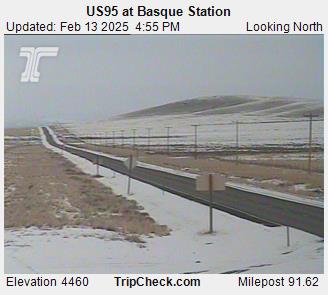 US95 at Basque Station
Updated: Feb 13 2025  4:55 PM
Looking North
Elevation 4460
TripCheck.com
Milepost 91.62